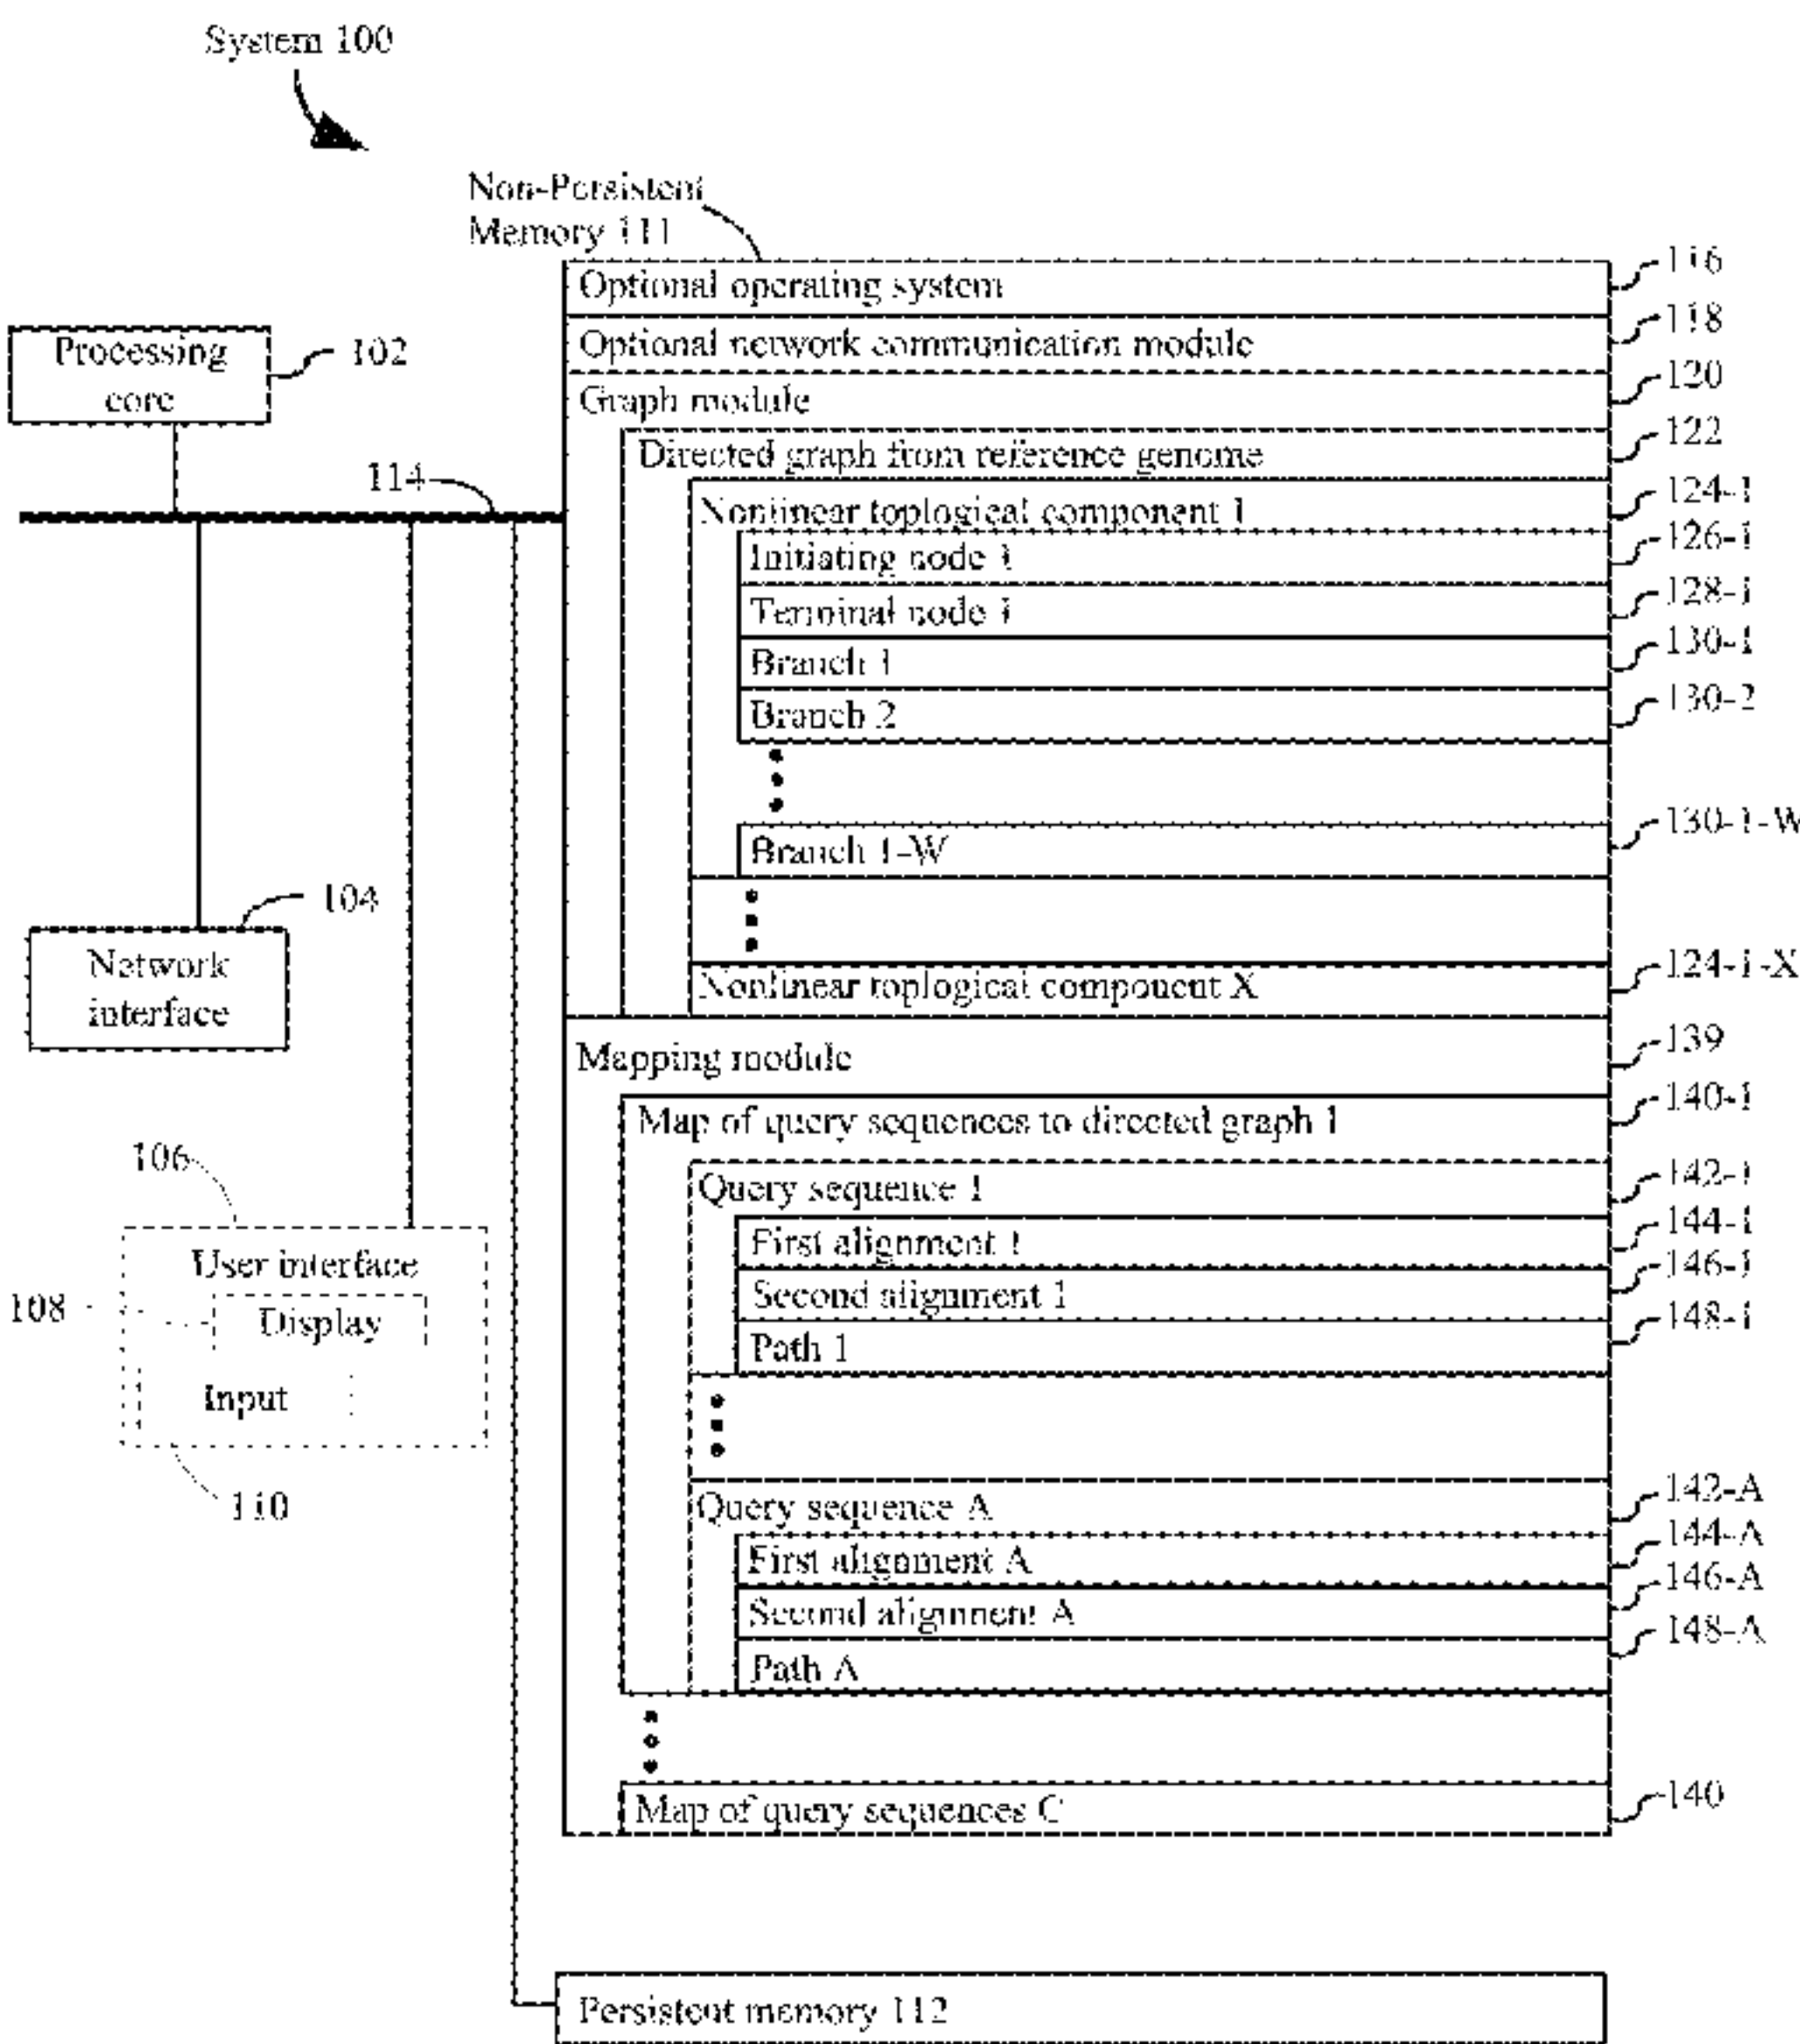 System 100
Non-Persistent
Memory 111
Optional operating system
116
Optional network communication module
118
Processing
core
102
Graph module
120
Directed graph from reference genome
122
114
Nonlinear toplogical component 1
124-1
Initiating node 1
126-1
Terminal node 1
128-1
Branch 1
130-1
Branch 2
130-2
Branch 1-W
130-1-W
104
Network
interface
Nonlinear toplogical component X
124-1-X
Mapping module
139
Map of query sequences to directed graph 1
140-1
106
Query sequence 1
142-1
First alignment 1
144-1
User interface
Second alignment 1
146-1
108
Display
Path 1
148-1
Input
110
Query sequence A
142-A
First alignment A
144-A
Second alignment A
146-A
Path A
148-A
Map of query sequences C
140
Persistent memory 112